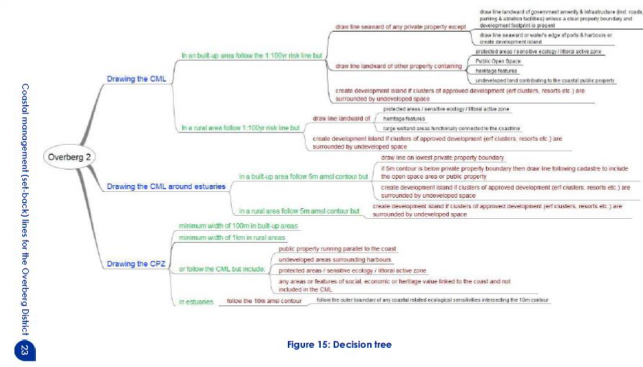 draw line landward of government amenity & infrastructure (incl. roads,
parking & ablution facilities) unless a clear property boundary and
development footprint is present
draw line seaward of any private property except
draw line seaward or water's edge of ports & harbours or
create development island
In an built-up area follow the 1:100yr risk line but
protected areas / sensitive ecology / littoral active zone
Public Open Space
draw line landward of other property containing
heritage features
undeveloped land contributing to the coastal public property
Drawing the CML
create development island if clusters of approved development (erf clusters, resorts etc.) are
surrounded by undeveloped space
protected areas / sensitive ecology / littoral active zone
draw line landward of
heritage features
In a rural area follow 1:100yr risk line but
large wetland areas functionally connected to the coastline
create development island if clusters of approved development (erf clusters, resorts etc.) are
surrounded by undeveloped space
Overberg 2
draw line on lowest private property boundary
In a built-up area follow 5m amsl contour but
if 5m contour is below private property boundary then draw line following cadastre to include
the open space area or public property
Drawing the CML around estuaries
create development island if clusters of approved development (erf clusters, resorts etc.) are
surrounded by undeveloped space
in a rural area follow 5m amsl contour but
create development island if clusters of approved development (erf clusters, resorts etc.) are
surrounded by undeveloped space
minimum width of 100m in built-up areas
minimum width of 1km in rural areas
public property running parallel to the coast
undeveloped areas surrounding harbours
Drawing the CPZ
or follow the CML but include:
protected areas / sensitive ecology / littoral active zone
any areas or features of social, economic or heritage value linked to the coast and not
included in the CML
in estuaries
follow the 10m amsl contour
follow the outer boundary of any coastal related ecological sensitivities intersecting the 10m contour
Figure 15: Decision tree
Coastal management (set-back) lines for the Overberg District
23